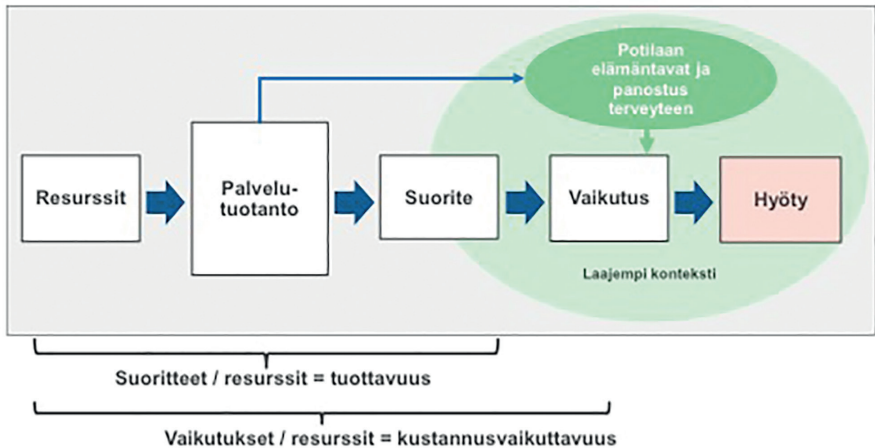 Potilaan
elämäntavat ja
panostus
terveyteen
Resurssit
Palvelu-
tuotanto
Suorite
Vaikutus
Hyöty
Laajempi konteksti
Suoritteet / resurssit = tuottavuus
Vaikutukset / resurssit = kustannusvaikuttavuus